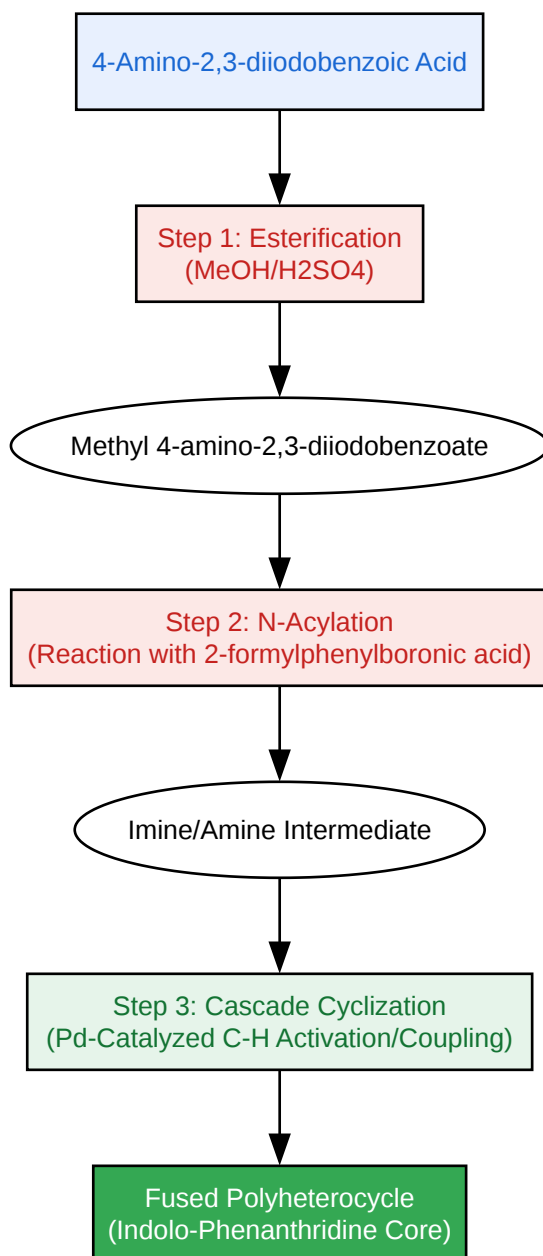 4-Amino-2,3-diiodobenzoic Acid
Step 1: Esterification
(MeOH/H2SO4)
Methyl 4-amino-2,3-diiodobenzoate
Step 2: N-Acylation
(Reaction with 2-formylphenylboronic acid)
Imine/Amine Intermediate
Step 3: Cascade Cyclization
(Pd-Catalyzed C-H Activation/Coupling)
Fused Polyheterocycle
(Indolo-Phenanthridine Core)